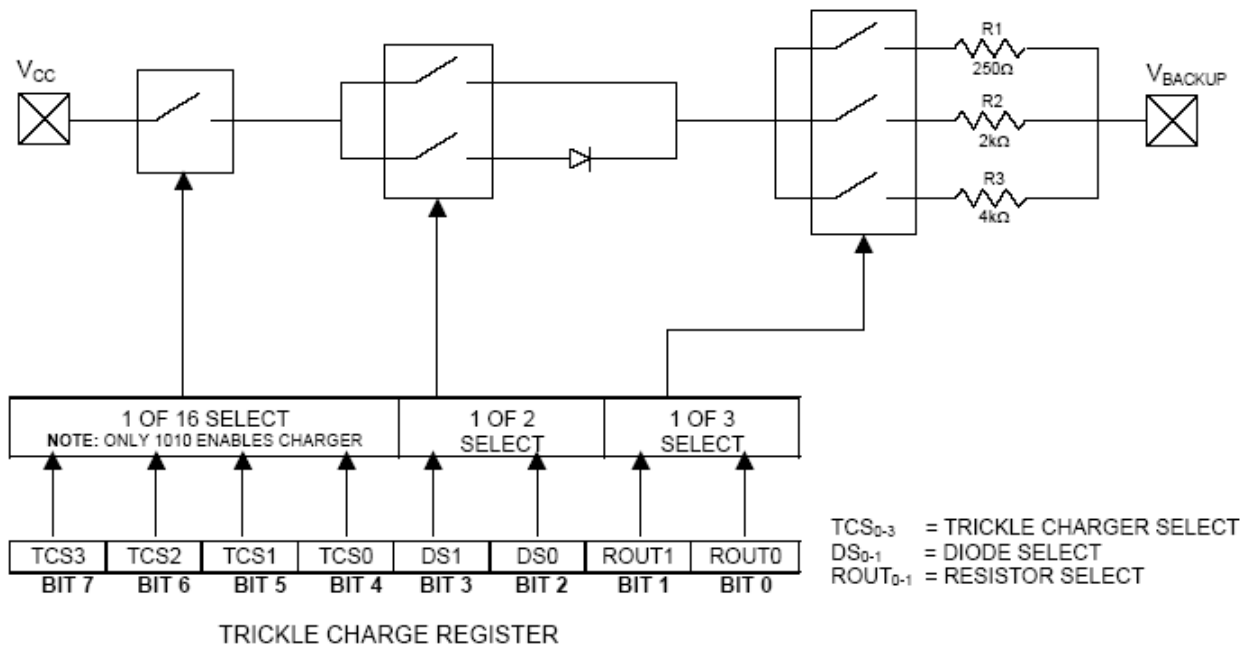 VCC
R1
250Ω
VBACKUP
R2
2kΩ
R3
4kΩ
1 OF 16 SELECT
NOTE: ONLY 1010 ENABLES CHARGER
1 OF 2
SELECT
1 OF 3
SELECT
TCS3 TCS2 TCS1 TCS0 DS1 DS0 ROUT1 ROUT0
BIT 7 BIT 6 BIT 5 BIT 4 BIT 3 BIT 2 BIT 1 BIT 0
TCS0-3 = TRICKLE CHARGER SELECT
DS0-1 = DIODE SELECT
ROUT0-1 = RESISTOR SELECT
TRICKLE CHARGE REGISTER